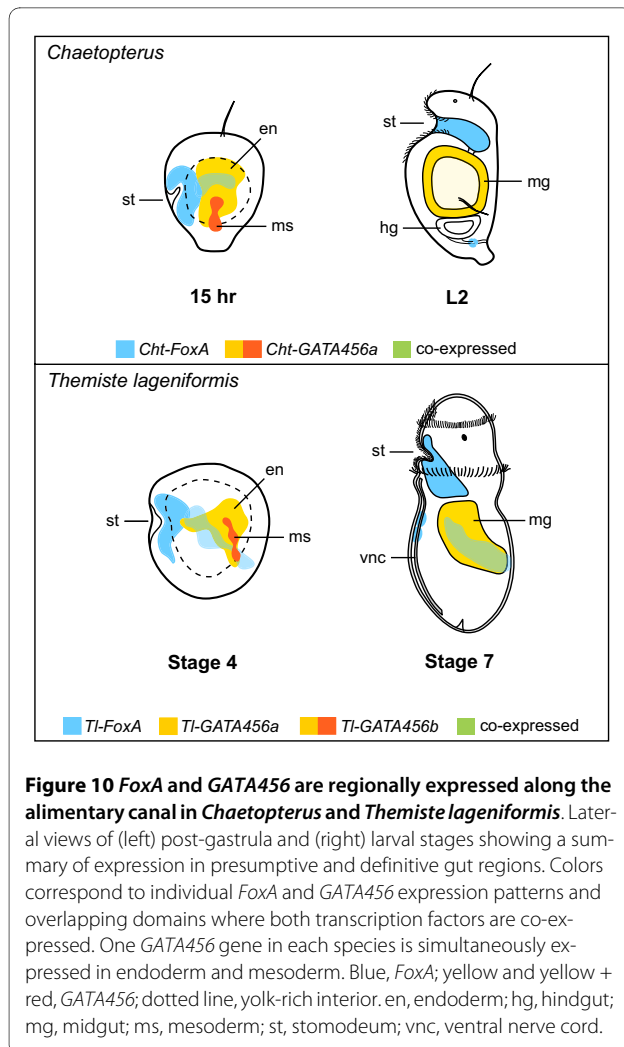 Chaetopterus
en
st
ms
15 hr
st
mg
hg
L2
Cht-FoxA Cht-GATA456a co-expressed
Themiste lageniformis
en
st
ms
Stage 4
st
mg
vnc
Stage 7
Tl-FoxA Tl-GATA456a Tl-GATA456b co-expressed
Figure 10 FoxA and GATA456 are regionally expressed along the
alimentary canal in Chaetopterus and Themiste lageniformis. Later-
al views of (left) post-gastrula and (right) larval stages showing a sum-
mary of expression in presumptive and definitive gut regions. Colors
correspond to individual FoxA and GATA456 expression patterns and
overlapping domains where both transcription factors are co-ex-
pressed. One GATA456 gene in each species is simultaneously ex-
pressed in endoderm and mesoderm. Blue, FoxA; yellow and yellow +
red, GATA456; dotted line, yolk-rich interior. en, endoderm; hg, hindgut;
mg, midgut; ms, mesoderm; st, stomodeum; vnc, ventral nerve cord.